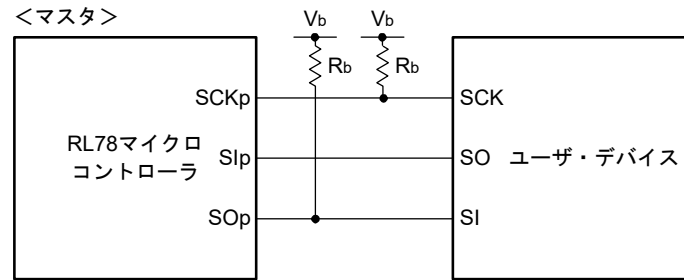 ＜マスタ＞
Vb
Vb
Rb
Rb
SCKp
SCK
RL78マイクロ
コントローラ
SIp
SO
ユーザ・デバイス
SOp
SI